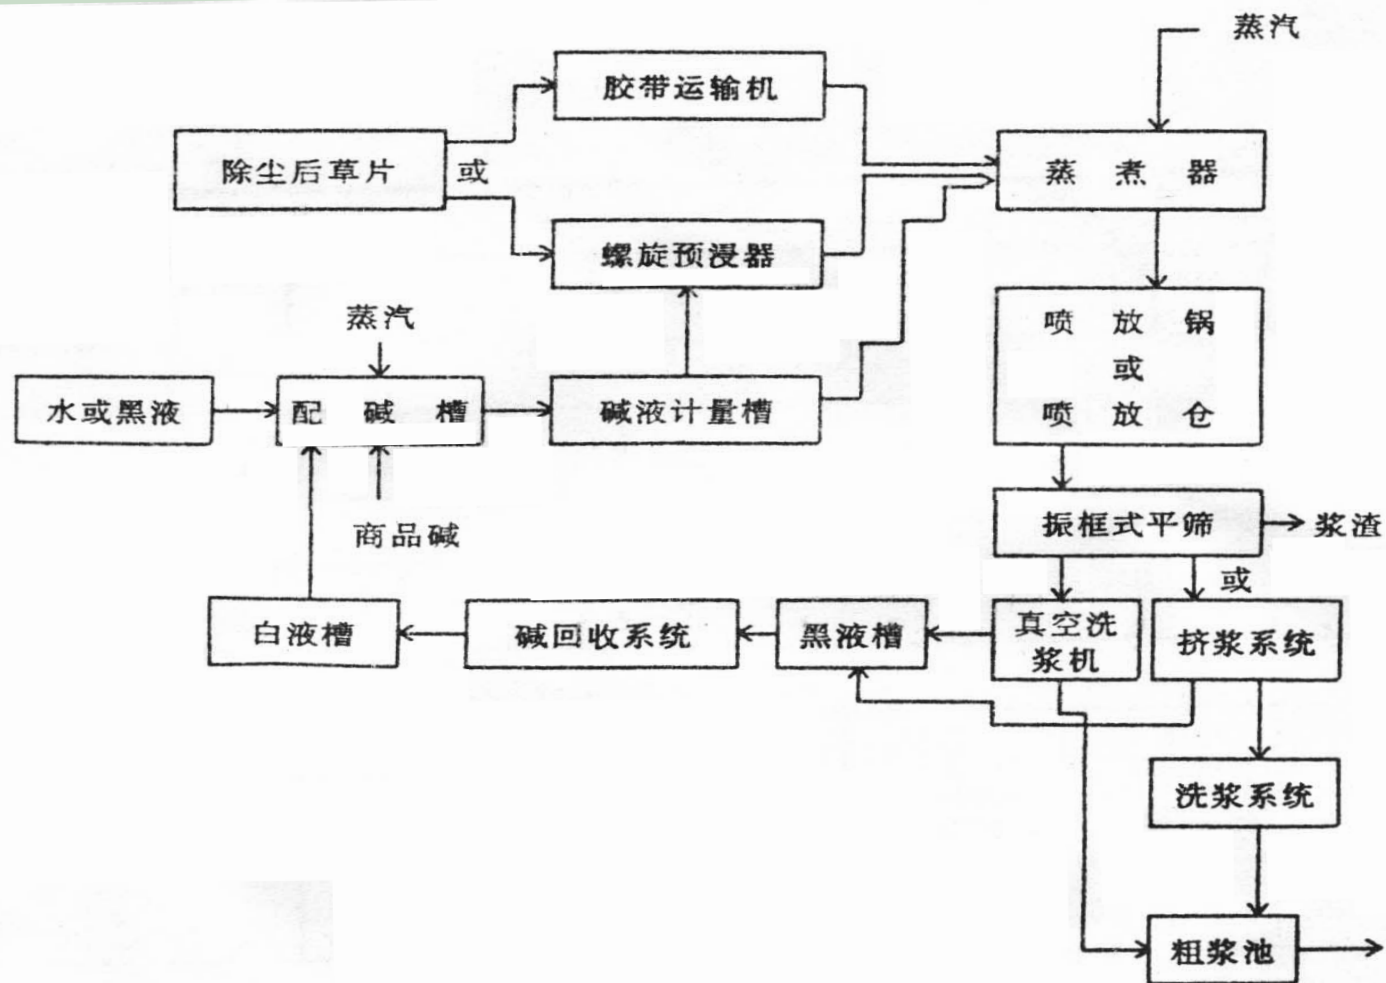 蒸汽
胶带运输机
除尘后草片
或
蒸煮器
螺旋预浸器
喷放锅
或
喷放仓
蒸汽
水或黑液
配碱槽
碱液计量槽
商品碱
振框式平筛
浆渣
或
白液槽
碱回收系统
黑液槽
真空洗
浆机
挤浆系统
洗浆系统
粗浆池